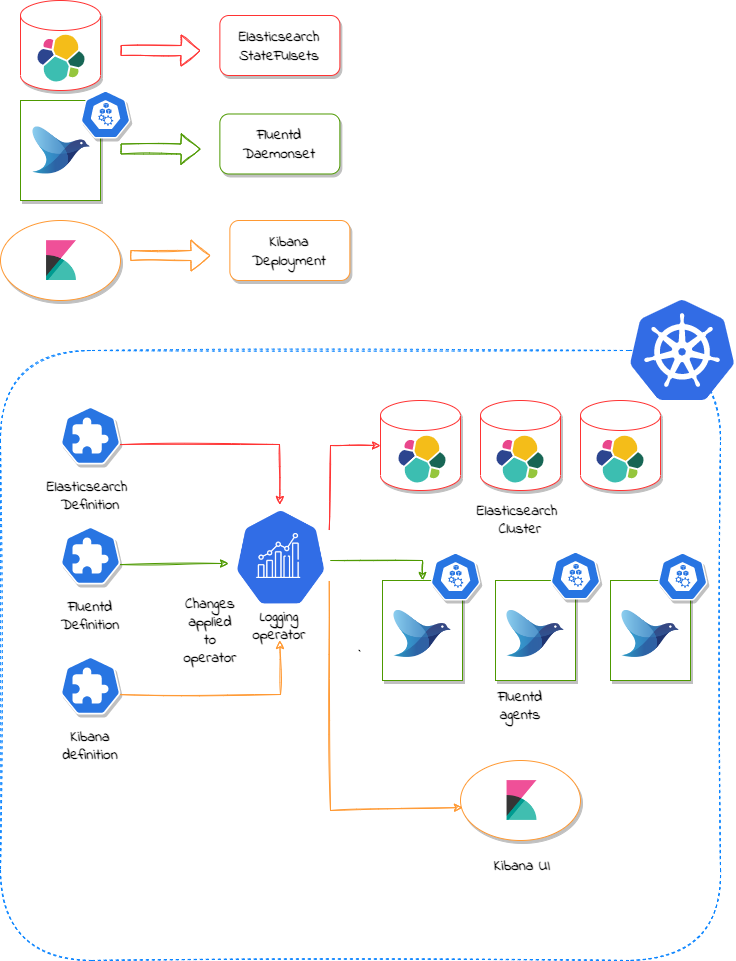 Elasticsearch
StateFulsets
Fluentd
Daemonset
Kibana
Deployment
Elasticsearch
Definition
Elasticsearch
Cluster
Fluentd
Definition
Changes
applied
to
operator
Logging
operator
Fluentd
agents
Kibana
definition
Kibana UI